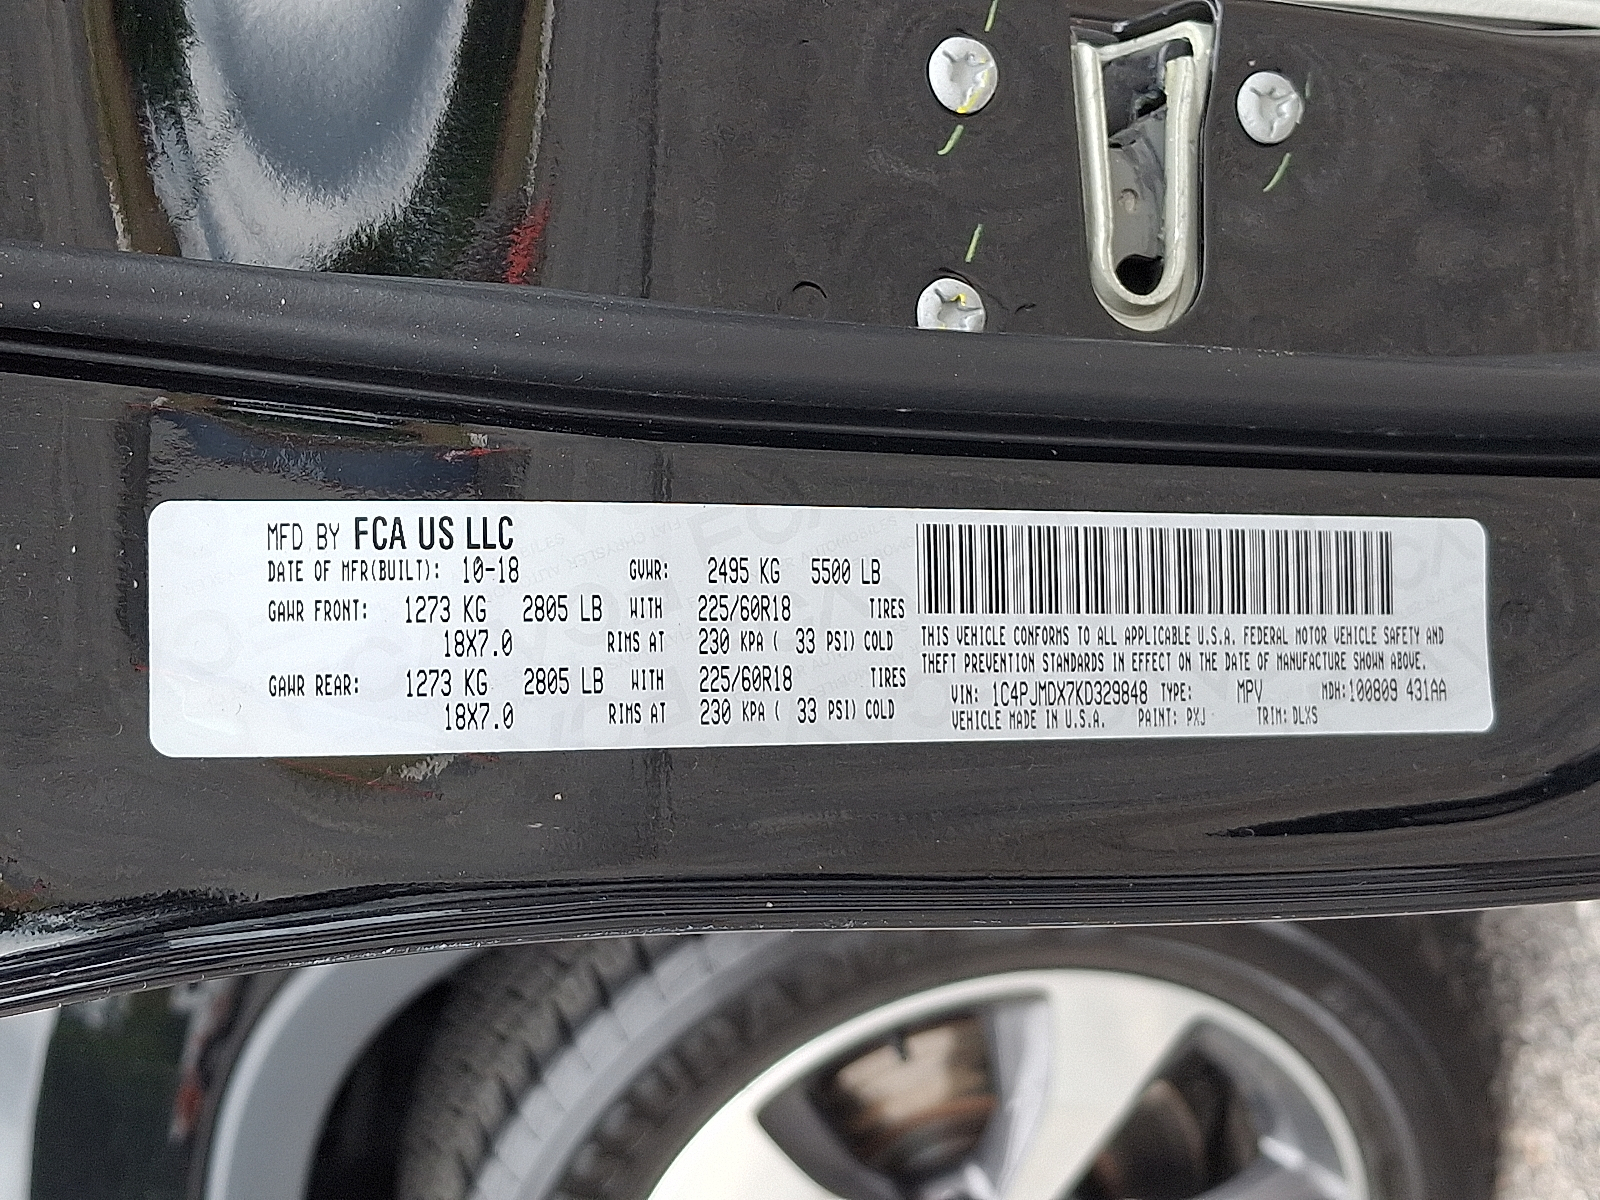 MFD BY FCA US LLC
DATE OF MFR(BUILT): 10-18 GVWR: 2495 KG 5500 LB
GAWR FRONT: 1273 KG 2805 LB WITH 225/60R18 TIRES
18X7.0 RIMS AT 230 KPA ( 33 PSI) COLD
GAWR REAR: 1273 KG 2805 LB WITH 225/60R18 TIRES
18X7.0 RIMS AT 230 KPA ( 33 PSI) COLD
THIS VEHICLE CONFORMS TO ALL APPLICABLE U.S.A. FEDERAL MOTOR VEHICLE SAFETY AND
THEFT PREVENTION STANDARDS IN EFFECT ON THE DATE OF MANUFACTURE SHOWN ABOVE.
VIN: 1C4PJMDX7KD329848 TYPE: MPV MDH:100809 431AA
VEHICLE MADE IN U.S.A. PAINT: PXJ TRIM: DLXS